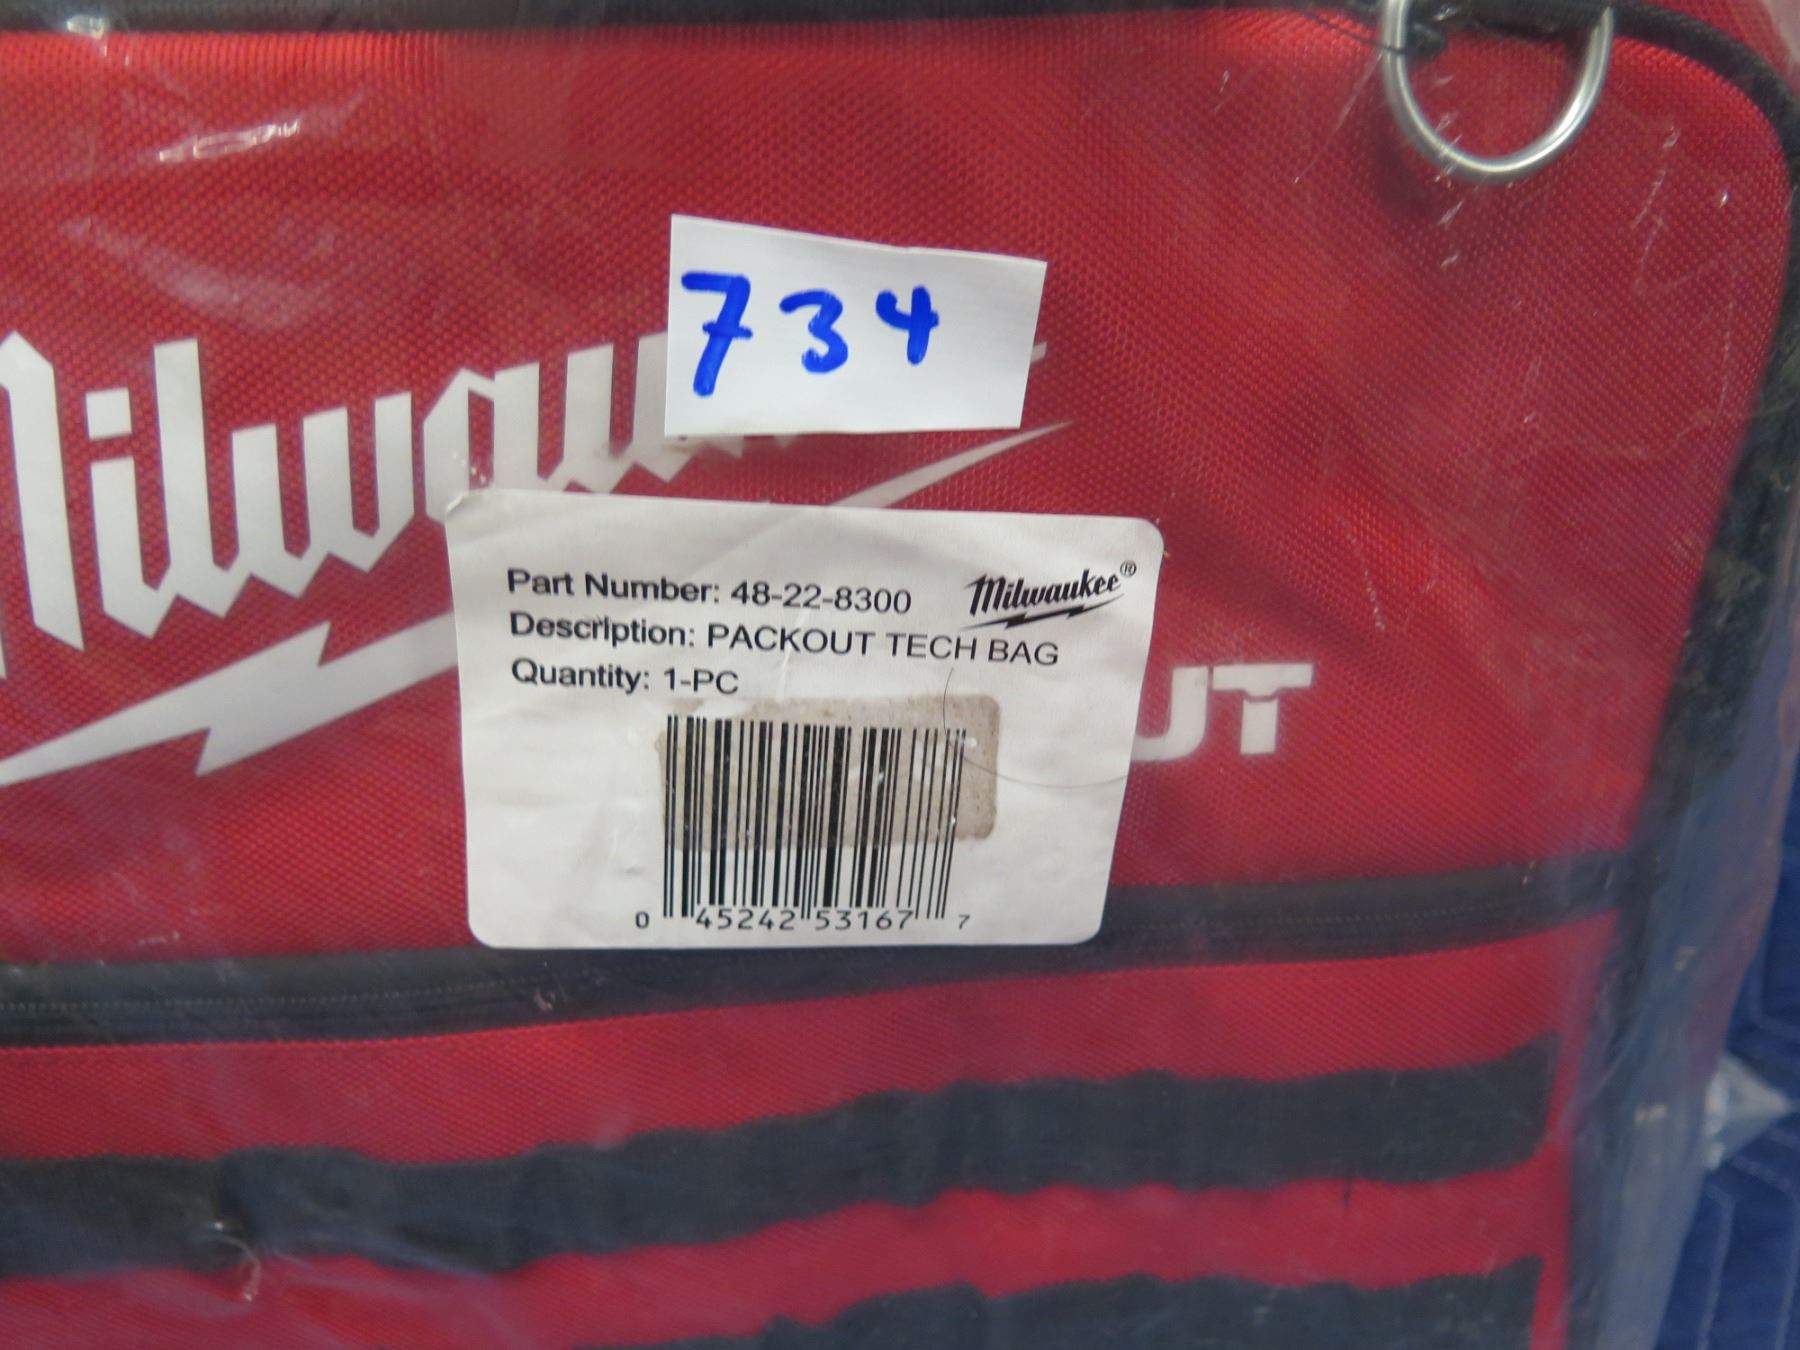 734
Milwau
Part Number: 48-22-8300 Milwaukee®
Description: PACKOUT TECH BAG
Quantity: 1-PC
UT
0 45242 53167 7